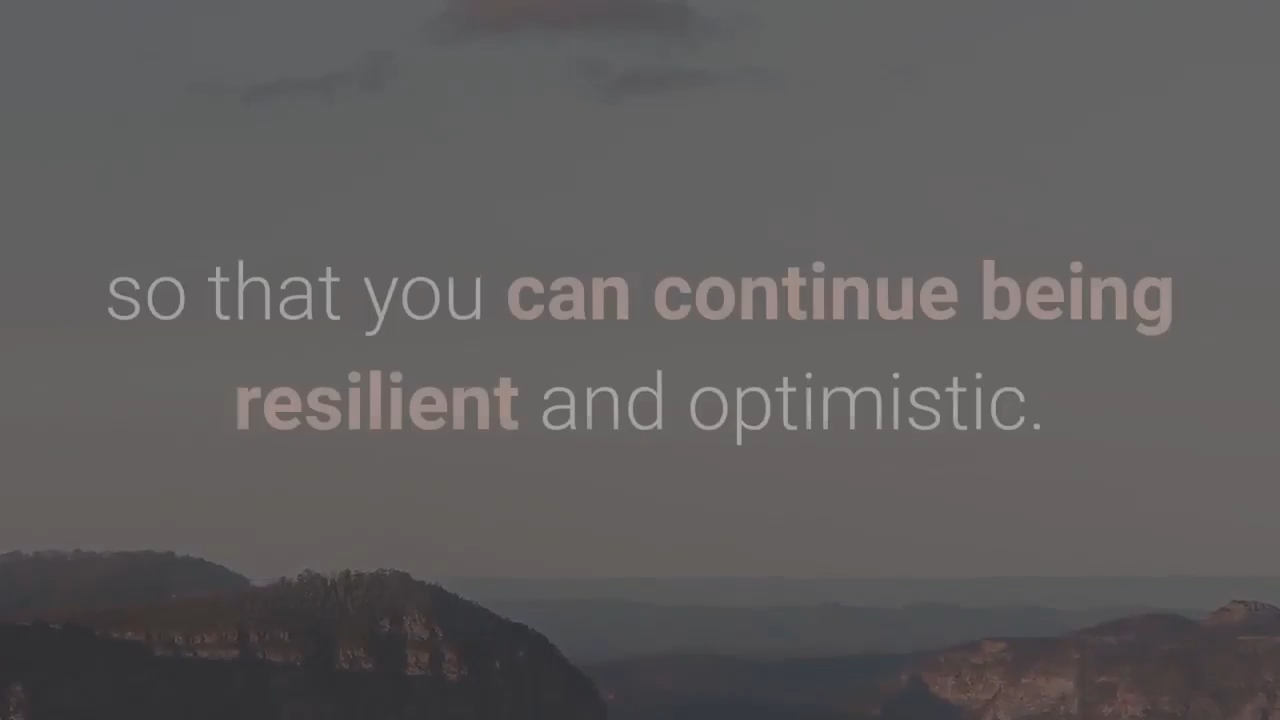 so that you can continue being
resilient and optimistic.